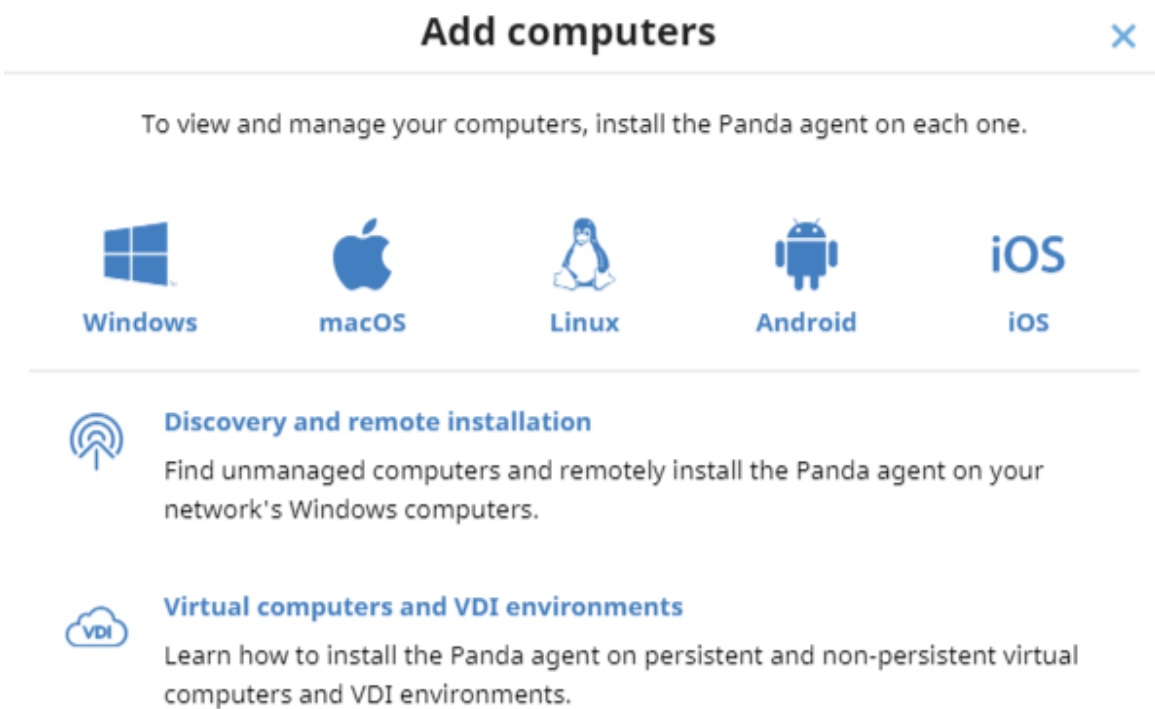 Add computers
To view and manage your computers, install the Panda agent on each one.
iOS
Windows
macOS
Linux
Android
iOS
Discovery and remote installation
Find unmanaged computers and remotely install the Panda agent on your
network's Windows computers.
VDI
Virtual computers and VDI environments
Learn how to install the Panda agent on persistent and non-persistent virtual
computers and VDI environments.